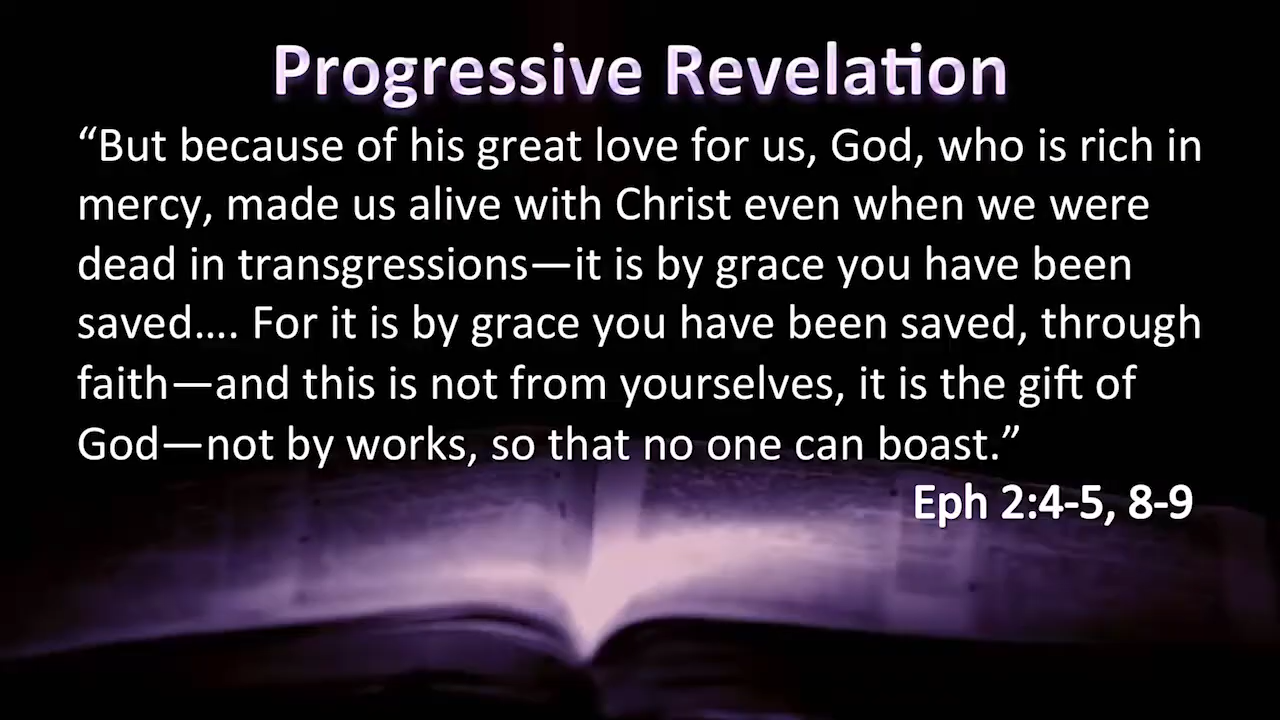 Progressive Revelation
“But because of his great love for us, God, who is rich in
mercy, made us alive with Christ even when we were
dead in transgressions—it is by grace you have been
saved.... For it is by grace you have been saved, through
faith—and this is not from yourselves, it is the gift of
God—not by works, so that no one can boast.”
Eph 2:4-5, 8-9